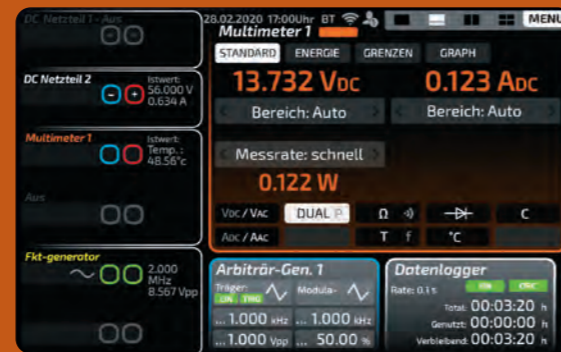 DC Netzteil 1 - Aus
DC Netzteil 2
Istwert:
56.000 V
0.634 A
Multimeter 1
Istwert:
Temp.:
48.56°c
Aus
Fkt-generator
2.000
MHz
8.567 Vpp
28.02.2020 17:00Uhr BT
MENU
Multimeter 1
STANDARD ENERGIE GRENZEN GRAPH
13.732 VDC 0.123 ADC
< Bereich: Auto > < Bereich: Auto >
< Messrate: schnell >
0.122 W
VDC / VAC DUAL P Ω C
ADC / AAC T f °C
Arbiträr-Gen. 1
Träger: Modula-
ON TRIG
... 1.000 kHz ... 1.000 kHz
... 1.000 Vpp ... 50.00 %
Datenlogger
Rate: 0.1 s ON
Total: 00:03:20 h
Genutzt: 00:00:00 h
Verbleibend: 00:03:20 h